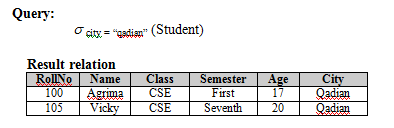 Query:
σ city = “qadian” (Student)
Result relation
RollNo Name Class Semester Age City
100 Agrima CSE First 17 Qadian
105 Vicky CSE Seventh 20 Qadian